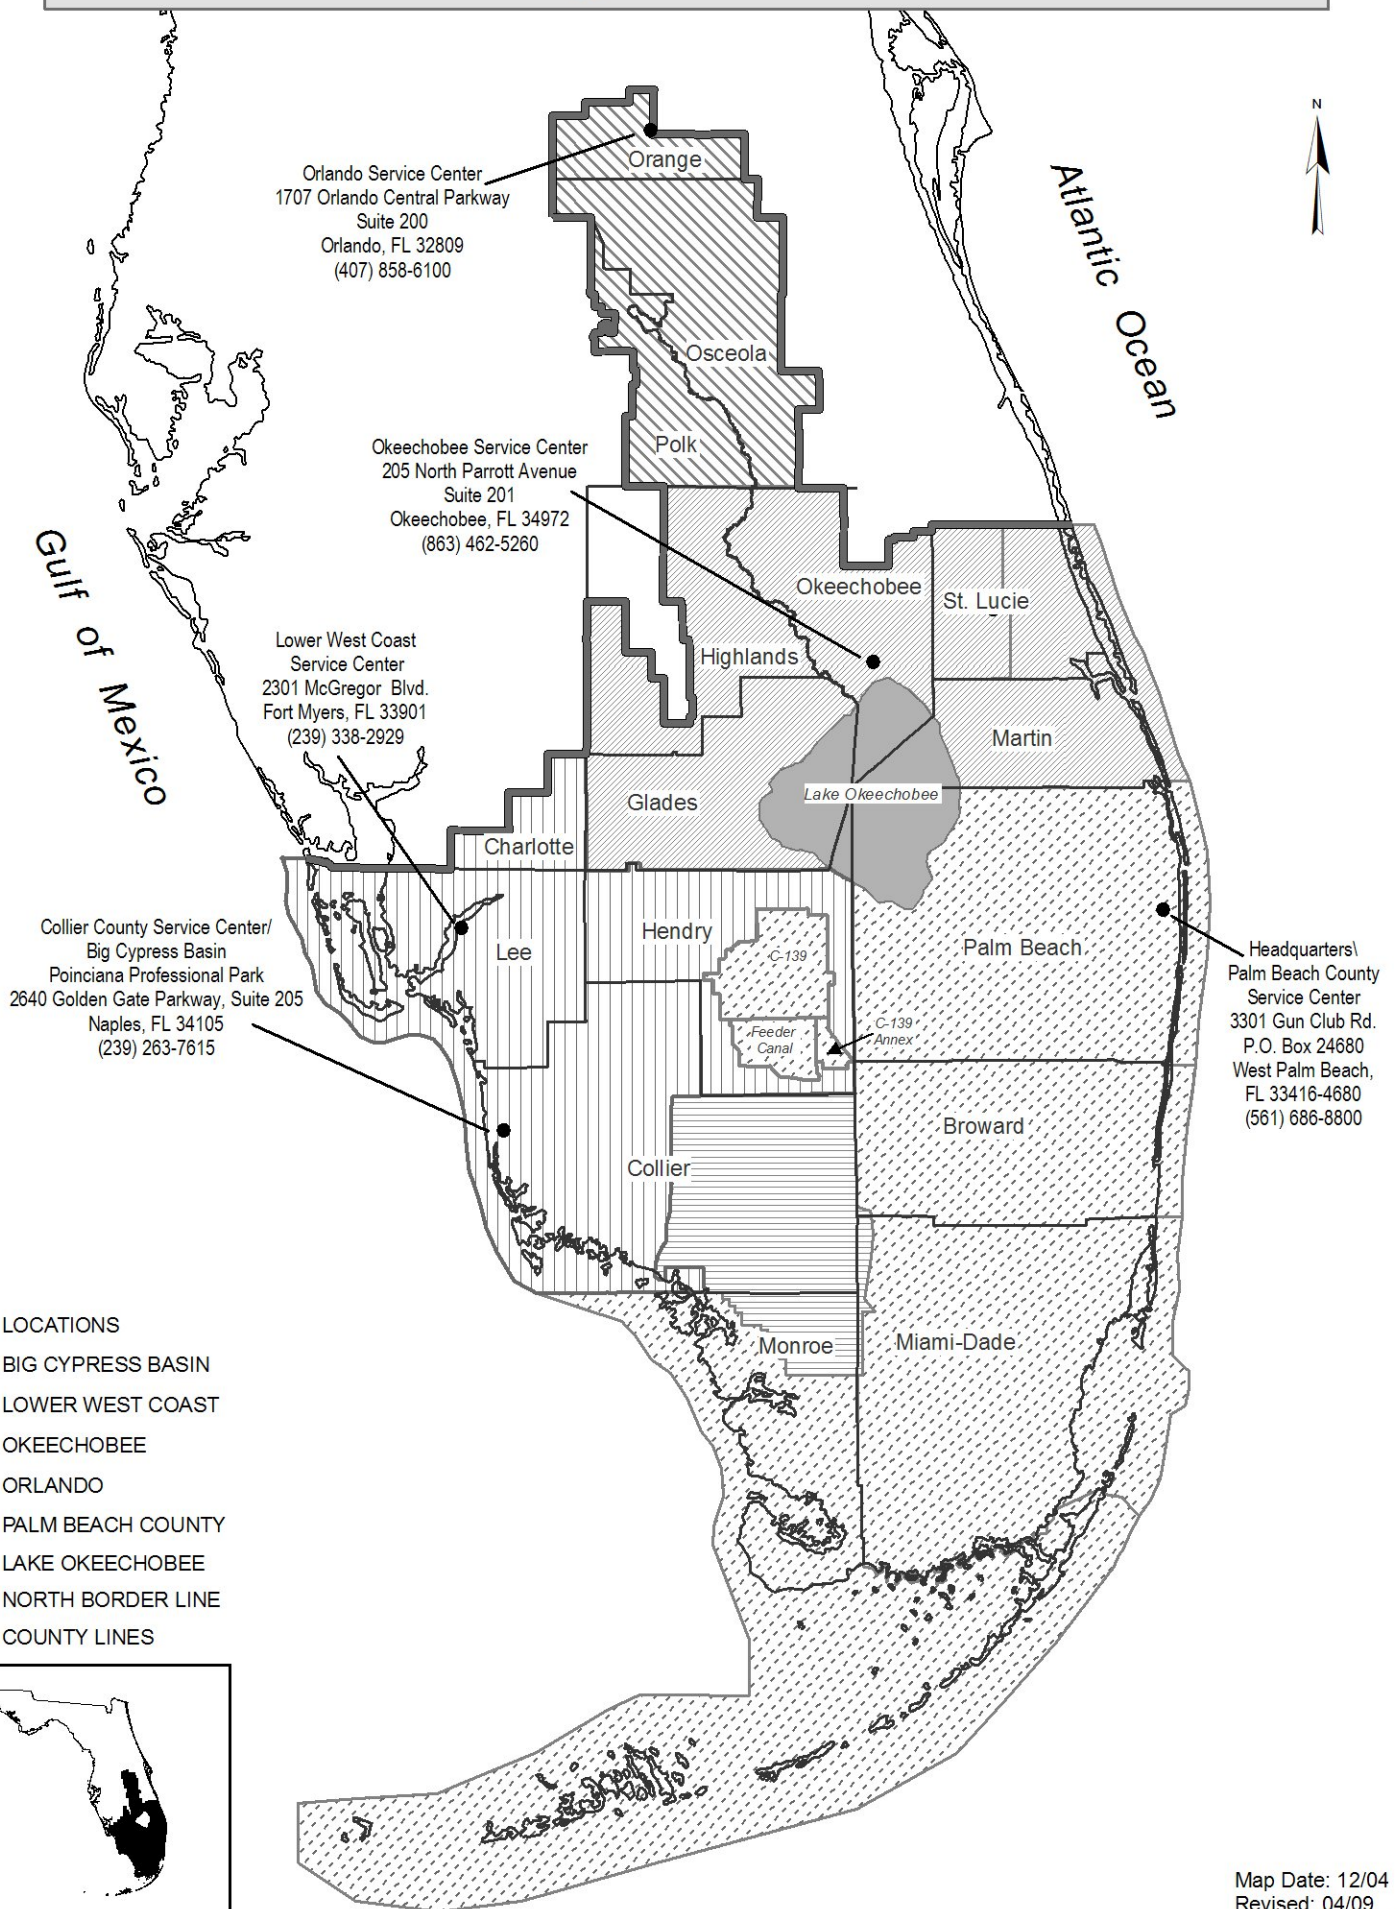 N
Atlantic Ocean
Orange
Orlando Service Center
1707 Orlando Central Parkway
Suite 200
Orlando, FL 32809
(407) 858-6100
Osceola
Polk
Okeechobee Service Center
205 North Parrott Avenue
Suite 201
Okeechobee, FL 34972
(863) 462-5260
Gulf of Mexico
Okeechobee
St. Lucie
Highlands
Lower West Coast
Service Center
2301 McGregor Blvd.
Fort Myers, FL 33901
(239) 338-2929
Martin
Lake Okeechobee
Glades
Charlotte
Collier County Service Center/
Big Cypress Basin
Poinciana Professional Park
2640 Golden Gate Parkway, Suite 205
Naples, FL 34105
(239) 263-7615
Lee
Hendry
C-139
Feeder
Canal
C-139
Annex
Palm Beach
Headquarters\
Palm Beach County
Service Center
3301 Gun Club Rd.
P.O. Box 24680
West Palm Beach,
FL 33416-4680
(561) 686-8800
Broward
Collier
Monroe
Miami-Dade
LOCATIONS
BIG CYPRESS BASIN
LOWER WEST COAST
OKEECHOBEE
ORLANDO
PALM BEACH COUNTY
LAKE OKEECHOBEE
NORTH BORDER LINE
COUNTY LINES
Map Date: 12/04
Revised: 04/09